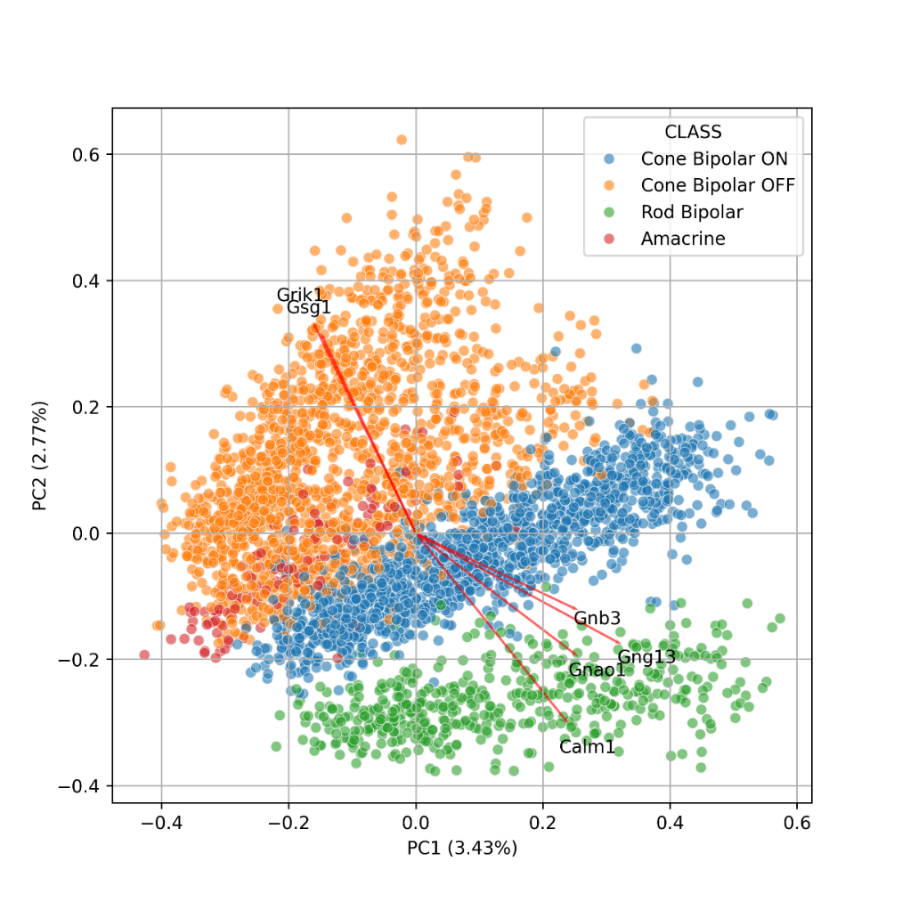 CLASS
Cone Bipolar ON
Cone Bipolar OFF
Rod Bipolar
Amacrine
0.6
0.4
0.2
0.0
−0.2
−0.4
PC2 (2.77%)
Grik1
Gsg1
Gnb3
Gng13
Gnao1
Calm1
−0.4 −0.2 0.0 0.2 0.4 0.6
PC1 (3.43%)